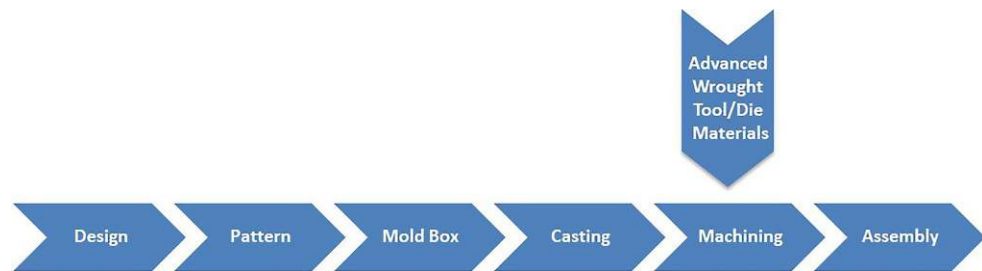 Advanced
Wrought
Tool/Die
Materials
Design
Pattern
Mold Box
Casting
Machining
Assembly